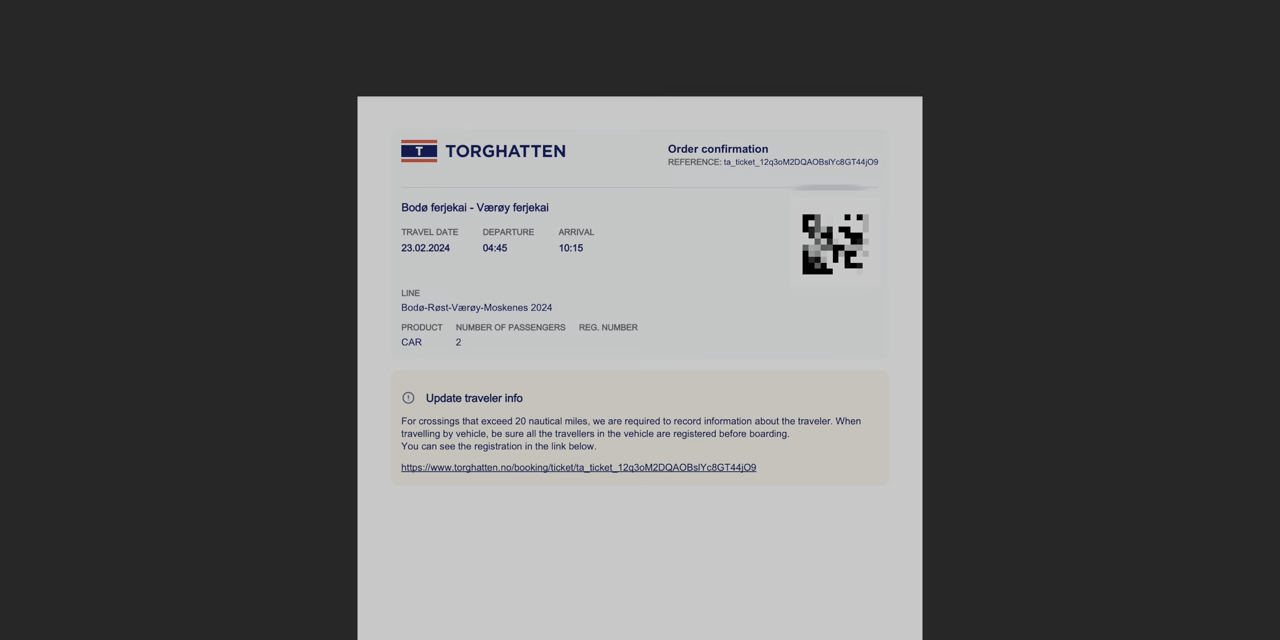 T TORGHATTEN
Order confirmation
REFERENCE: ta_ticket_12q3oM2DQAOBslYc8GT44jO9
Bodø ferjekai - Værøy ferjekai
TRAVEL DATE DEPARTURE ARRIVAL
23.02.2024 04:45 10:15
LINE
Bodø-Røst-Værøy-Moskenes 2024
PRODUCT NUMBER OF PASSENGERS REG. NUMBER
CAR 2
Update traveler info
For crossings that exceed 20 nautical miles, we are required to record information about the traveler. When
travelling by vehicle, be sure all the travellers in the vehicle are registered before boarding.
You can see the registration in the link below.
https://www.torghatten.no/booking/ticket/ta_ticket_12q3oM2DQAOBslYc8GT44jO9